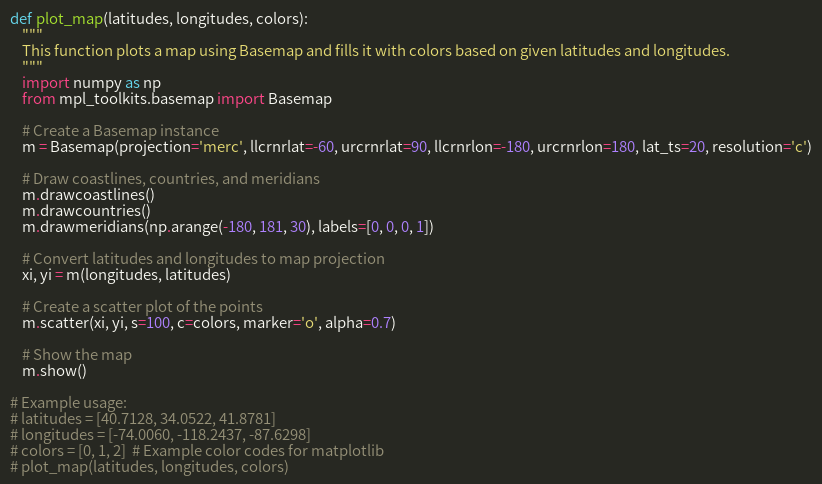 def plot_map(latitudes, longitudes, colors):
    """
    This function plots a map using Basemap and fills it with colors based on given latitudes and longitudes.
    """
    import numpy as np
    from mpl_toolkits.basemap import Basemap

    # Create a Basemap instance
    m = Basemap(projection='merc', llcrnrlat=-60, urcrnrlat=90, llcrnrlon=-180, urcrnrlon=180, lat_ts=20, resolution='c')

    # Draw coastlines, countries, and meridians
    m.drawcoastlines()
    m.drawcountries()
    m.drawmeridians(np.arange(-180, 181, 30), labels=[0, 0, 0, 1])

    # Convert latitudes and longitudes to map projection
    xi, yi = m(longitudes, latitudes)

    # Create a scatter plot of the points
    m.scatter(xi, yi, s=100, c=colors, marker='o', alpha=0.7)

    # Show the map
    m.show()

# Example usage:
# latitudes = [40.7128, 34.0522, 41.8781]
# longitudes = [-74.0060, -118.2437, -87.6298]
# colors = [0, 1, 2]  # Example color codes for matplotlib
# plot_map(latitudes, longitudes, colors)